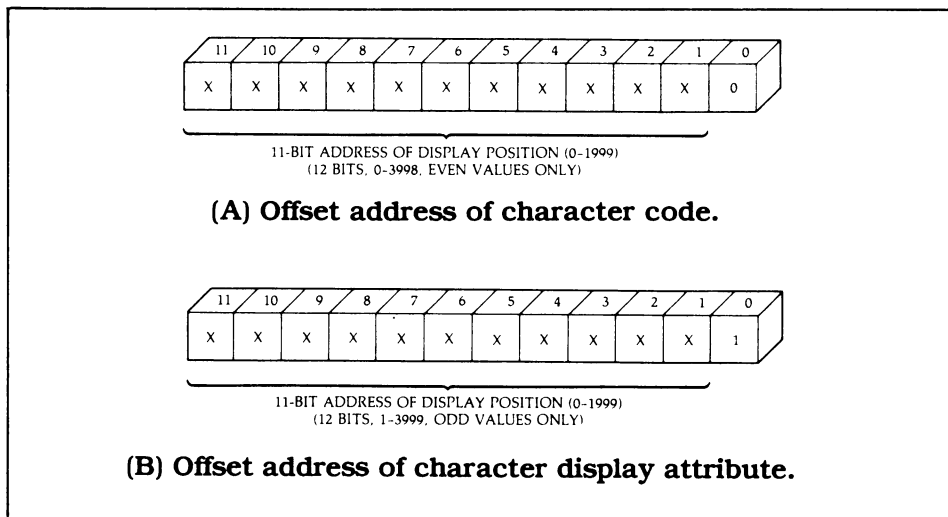 11 10 9 8 7 6 5 4 3 2 1 0
X X X X X X X X X X X 0
11-BIT ADDRESS OF DISPLAY POSITION (0-1999)
(12 BITS, 0-3998, EVEN VALUES ONLY)
(A) Offset address of character code.
11 10 9 8 7 6 5 4 3 2 1 0
X X X X X X X X X X X 1
11-BIT ADDRESS OF DISPLAY POSITION (0-1999)
(12 BITS, 1-3999, ODD VALUES ONLY)
(B) Offset address of character display attribute.